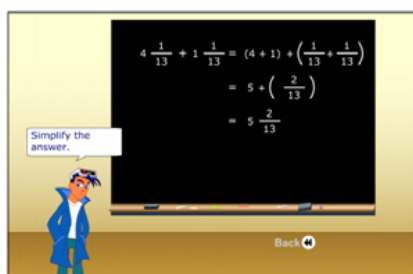 4 1/13 + 1 1/13 = (4 + 1) + (1/13 + 1/13)
= 5 + ( 2/13 )
= 5 2/13
Simplify the
answer.
Back